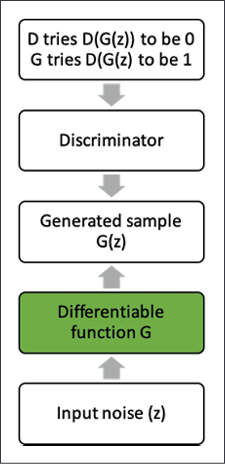 D tries D(G(z)) to be 0
G tries D(G(z) to be 1
Discriminator
Generated sample
G(z)
Differentiable
function G
Input noise (z)